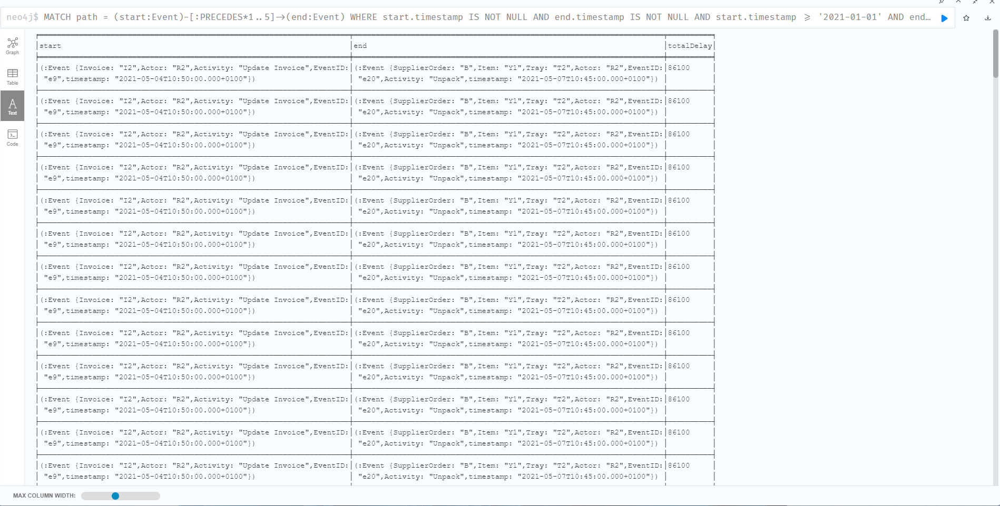 neo4j$ MATCH path = (start:Event)-[:PRECEDES*1..5]→(end:Event) WHERE start.timestamp IS NOT NULL AND end.timestamp IS NOT NULL AND start.timestamp ≥ '2021-01-01' AND end…
Graph
Table
Text
Code
start end totalDelay
(:Event {Invoice: "I2",Actor: "R2",Activity: "Update Invoice",EventID: (:Event {SupplierOrder: "B",Item: "Y1",Tray: "T2",Actor: "R2",EventID: 86100
"e9",timestamp: "2021-05-04T10:50:00.000+0100"}) "e20",Activity: "Unpack",timestamp: "2021-05-07T10:45:00.000+0100"})
(:Event {Invoice: "I2",Actor: "R2",Activity: "Update Invoice",EventID: (:Event {SupplierOrder: "B",Item: "Y1",Tray: "T2",Actor: "R2",EventID: 86100
"e9",timestamp: "2021-05-04T10:50:00.000+0100"}) "e20",Activity: "Unpack",timestamp: "2021-05-07T10:45:00.000+0100"})
(:Event {Invoice: "I2",Actor: "R2",Activity: "Update Invoice",EventID: (:Event {SupplierOrder: "B",Item: "Y1",Tray: "T2",Actor: "R2",EventID: 86100
"e9",timestamp: "2021-05-04T10:50:00.000+0100"}) "e20",Activity: "Unpack",timestamp: "2021-05-07T10:45:00.000+0100"})
(:Event {Invoice: "I2",Actor: "R2",Activity: "Update Invoice",EventID: (:Event {SupplierOrder: "B",Item: "Y1",Tray: "T2",Actor: "R2",EventID: 86100
"e9",timestamp: "2021-05-04T10:50:00.000+0100"}) "e20",Activity: "Unpack",timestamp: "2021-05-07T10:45:00.000+0100"})
(:Event {Invoice: "I2",Actor: "R2",Activity: "Update Invoice",EventID: (:Event {SupplierOrder: "B",Item: "Y1",Tray: "T2",Actor: "R2",EventID: 86100
"e9",timestamp: "2021-05-04T10:50:00.000+0100"}) "e20",Activity: "Unpack",timestamp: "2021-05-07T10:45:00.000+0100"})
(:Event {Invoice: "I2",Actor: "R2",Activity: "Update Invoice",EventID: (:Event {SupplierOrder: "B",Item: "Y1",Tray: "T2",Actor: "R2",EventID: 86100
"e9",timestamp: "2021-05-04T10:50:00.000+0100"}) "e20",Activity: "Unpack",timestamp: "2021-05-07T10:45:00.000+0100"})
(:Event {Invoice: "I2",Actor: "R2",Activity: "Update Invoice",EventID: (:Event {SupplierOrder: "B",Item: "Y1",Tray: "T2",Actor: "R2",EventID: 86100
"e9",timestamp: "2021-05-04T10:50:00.000+0100"}) "e20",Activity: "Unpack",timestamp: "2021-05-07T10:45:00.000+0100"})
(:Event {Invoice: "I2",Actor: "R2",Activity: "Update Invoice",EventID: (:Event {SupplierOrder: "B",Item: "Y1",Tray: "T2",Actor: "R2",EventID: 86100
"e9",timestamp: "2021-05-04T10:50:00.000+0100"}) "e20",Activity: "Unpack",timestamp: "2021-05-07T10:45:00.000+0100"})
(:Event {Invoice: "I2",Actor: "R2",Activity: "Update Invoice",EventID: (:Event {SupplierOrder: "B",Item: "Y1",Tray: "T2",Actor: "R2",EventID: 86100
"e9",timestamp: "2021-05-04T10:50:00.000+0100"}) "e20",Activity: "Unpack",timestamp: "2021-05-07T10:45:00.000+0100"})
(:Event {Invoice: "I2",Actor: "R2",Activity: "Update Invoice",EventID: (:Event {SupplierOrder: "B",Item: "Y1",Tray: "T2",Actor: "R2",EventID: 86100
"e9",timestamp: "2021-05-04T10:50:00.000+0100"}) "e20",Activity: "Unpack",timestamp: "2021-05-07T10:45:00.000+0100"})
(:Event {Invoice: "I2",Actor: "R2",Activity: "Update Invoice",EventID: (:Event {SupplierOrder: "B",Item: "Y1",Tray: "T2",Actor: "R2",EventID: 86100
"e9",timestamp: "2021-05-04T10:50:00.000+0100"}) "e20",Activity: "Unpack",timestamp: "2021-05-07T10:45:00.000+0100"})
(:Event {Invoice: "I2",Actor: "R2",Activity: "Update Invoice",EventID: (:Event {SupplierOrder: "B",Item: "Y1",Tray: "T2",Actor: "R2",EventID: 86100
"e9",timestamp: "2021-05-04T10:50:00.000+0100"}) "e20",Activity: "Unpack",timestamp: "2021-05-07T10:45:00.000+0100"})
(:Event {Invoice: "I2",Actor: "R2",Activity: "Update Invoice",EventID: (:Event {SupplierOrder: "B",Item: "Y1",Tray: "T2",Actor: "R2",EventID: 86100
"e9",timestamp: "2021-05-04T10:50:00.000+0100"}) "e20",Activity: "Unpack",timestamp: "2021-05-07T10:45:00.000+0100"})
MAX COLUMN WIDTH: